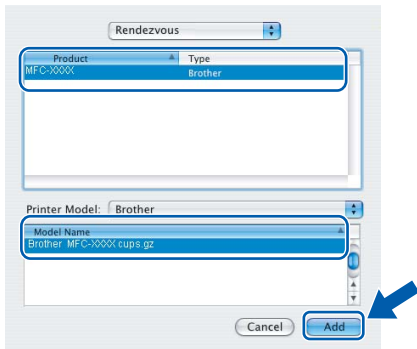 Rendezvous
Product Type
MFC-XXXX Brother
Printer Model: Brother
Model Name
Brother MFC-XXXX cups.gz
Cancel Add